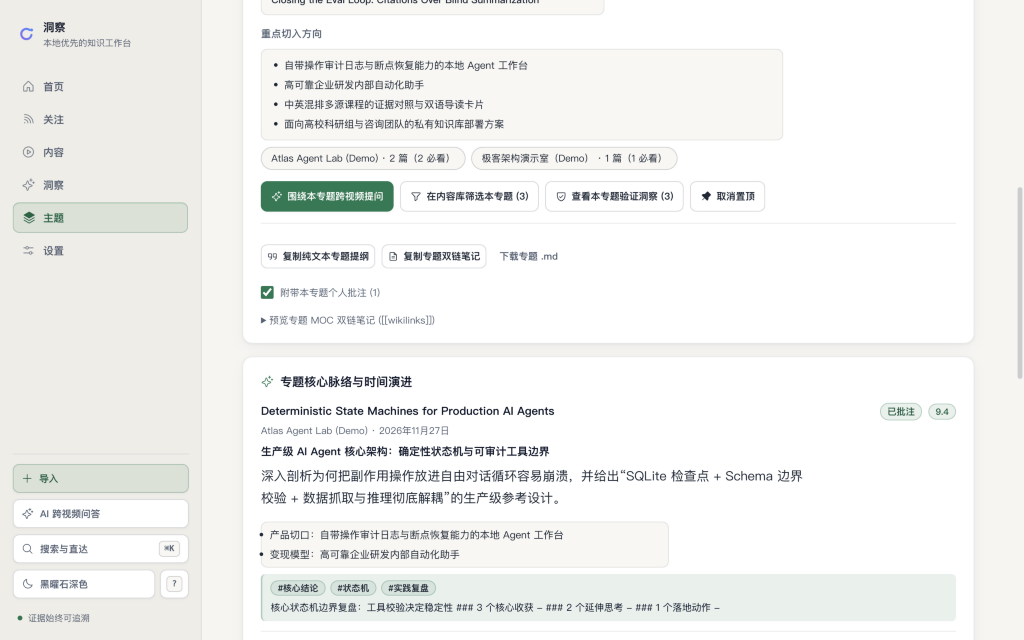 洞察
本地优先的知识工作台
首页
关注
内容
洞察
主题
设置
导入
AI 跨视频问答
搜索与直达
⌘K
黑曜石深色
?
证据始终可追溯
Closing the Eval Loop: Citations Over Blind Summarization
重点切入方向
自带操作审计日志与断点恢复能力的本地 Agent 工作台
高可靠企业研发内部自动化助手
中英混排多源课程的证据对照与双语导读卡片
面向高校科研组与咨询团队的私有知识库部署方案
Atlas Agent Lab (Demo) · 2 篇（2 必看）
极客架构演示室（Demo） · 1 篇（1 必看）
围绕本专题跨视频提问
在内容库筛选本专题 (3)
查看本专题验证洞察 (3)
取消置顶
复制纯文本专题提纲
复制专题双链笔记
下载专题 .md
附带本专题个人批注 (1)
预览专题 MOC 双链笔记 ([[wikilinks]])
专题核心脉络与时间演进
Deterministic State Machines for Production AI Agents
已批注
9.4
Atlas Agent Lab (Demo) · 2026年11月27日
生产级 AI Agent 核心架构：确定性状态机与可审计工具边界
深入剖析为何把副作用操作放进自由对话循环容易崩溃，并给出“SQLite 检查点 + Schema 边界
校验 + 数据抓取与推理彻底解耦”的生产级参考设计。
产品切口：自带操作审计日志与断点恢复能力的本地 Agent 工作台
变现模型：高可靠企业研发内部自动化助手
#核心结论
#状态机
#实践复盘
核心状态机边界复盘：工具校验决定稳定性 ### 3 个核心收获 – ### 2 个延伸思考 – ### 1 个落地动作 –